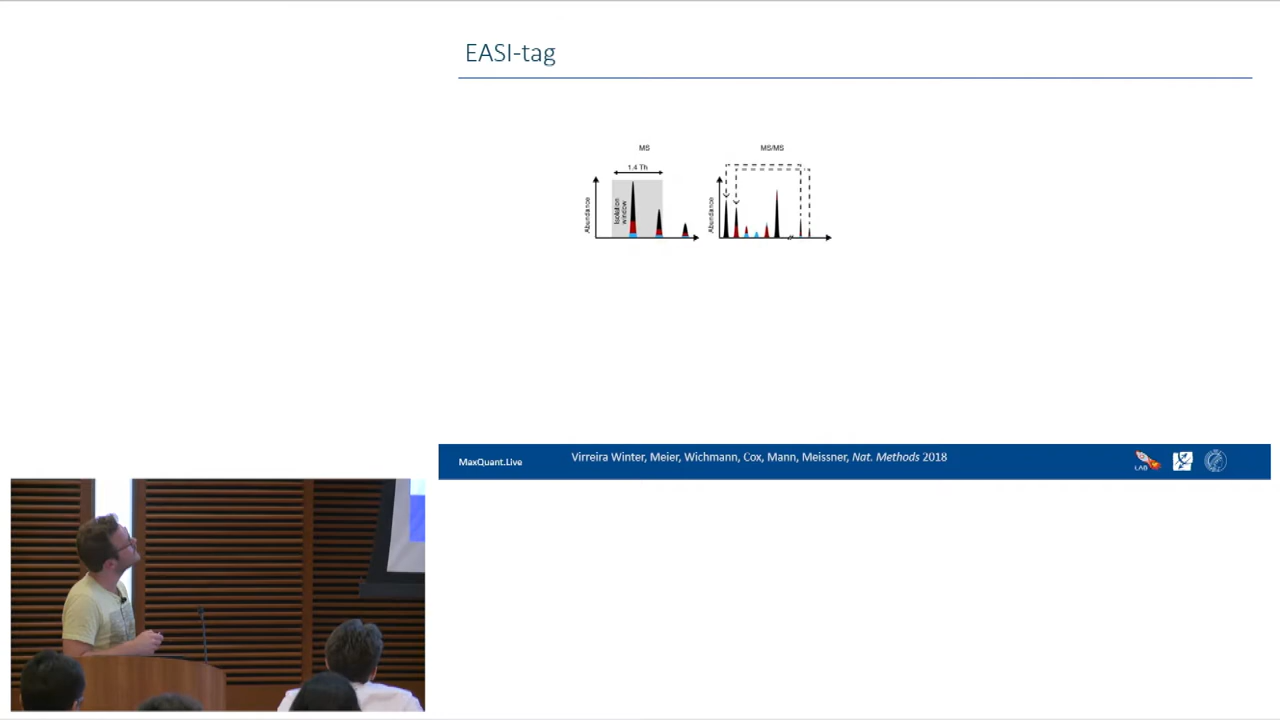 EASI-tag
MS
MS/MS
1.4 Th
Abundance
Isolation
window
Abundance
MaxQuant.Live
Virreira Winter, Meier, Wichmann, Cox, Mann, Meissner, Nat. Methods 2018
LAB